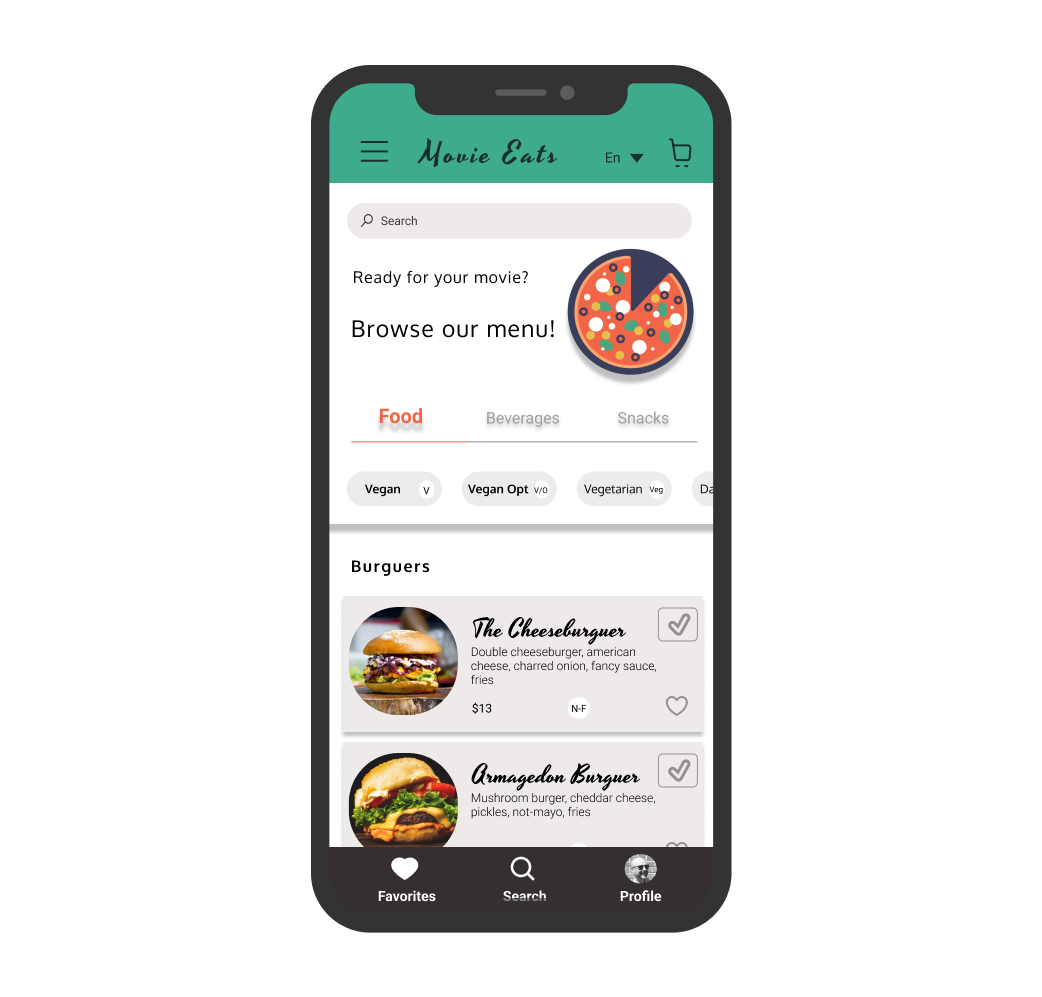 Movie Eats
En
Search
Ready for your movie?
Browse our menu!
Food Beverages Snacks
Vegan V Vegan Opt V/O Vegetarian Veg Da
Burguers
The Cheeseburguer
Double cheeseburger, american
cheese, charred onion, fancy sauce,
fries
$13 N-F
Armagedon Burguer
Mushroom burger, cheddar cheese,
pickles, not-mayo, fries
Favorites Search Profile